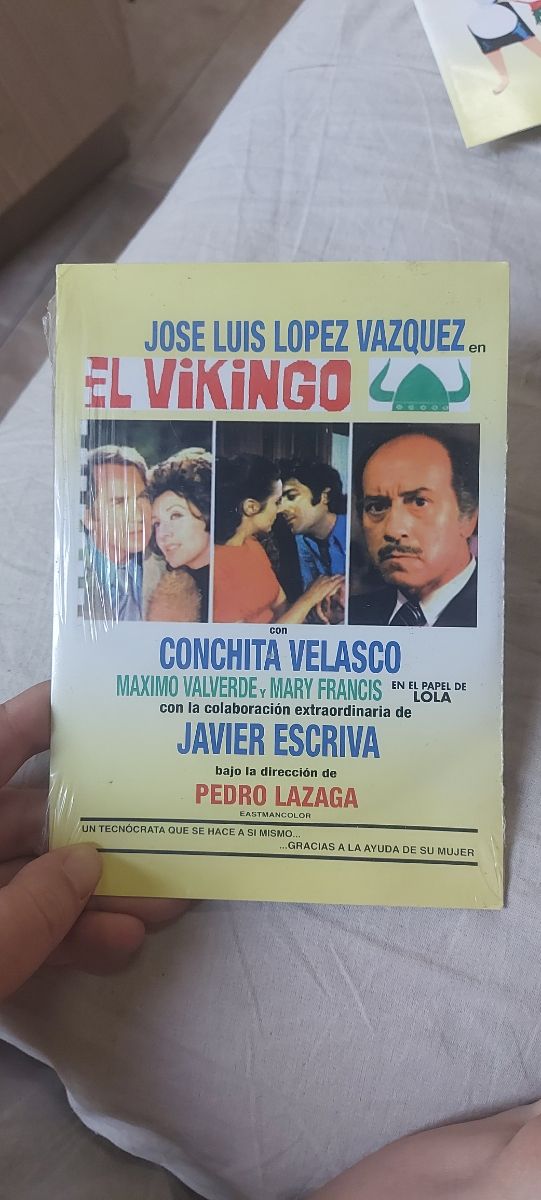 JOSE LUIS LOPEZ VAZQUEZ en
EL ViKiNGO
con
CONCHITA VELASCO
MAXIMO VALVERDE Y MARY FRANCIS EN EL PAPEL DE LOLA
con la colaboración extraordinaria de
JAVIER ESCRIVA
bajo la dirección de
PEDRO LAZAGA
EASTMANCOLOR
UN TECNÓCRATA QUE SE HACE A SI MISMO...
...GRACIAS A LA AYUDA DE SU MUJER